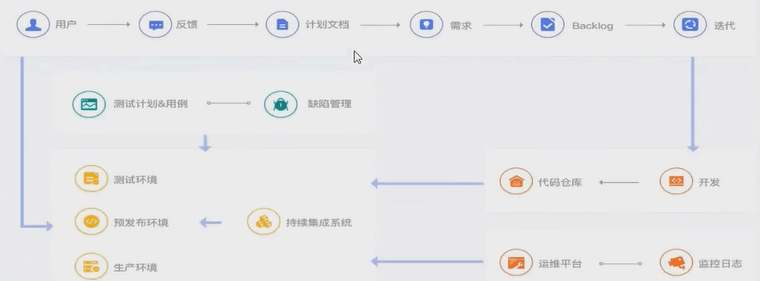 用户
反馈
计划文档
需求
Backlog
迭代
测试计划&用例
缺陷管理
测试环境
代码仓库
开发
预发布环境
持续集成系统
生产环境
运维平台
监控日志